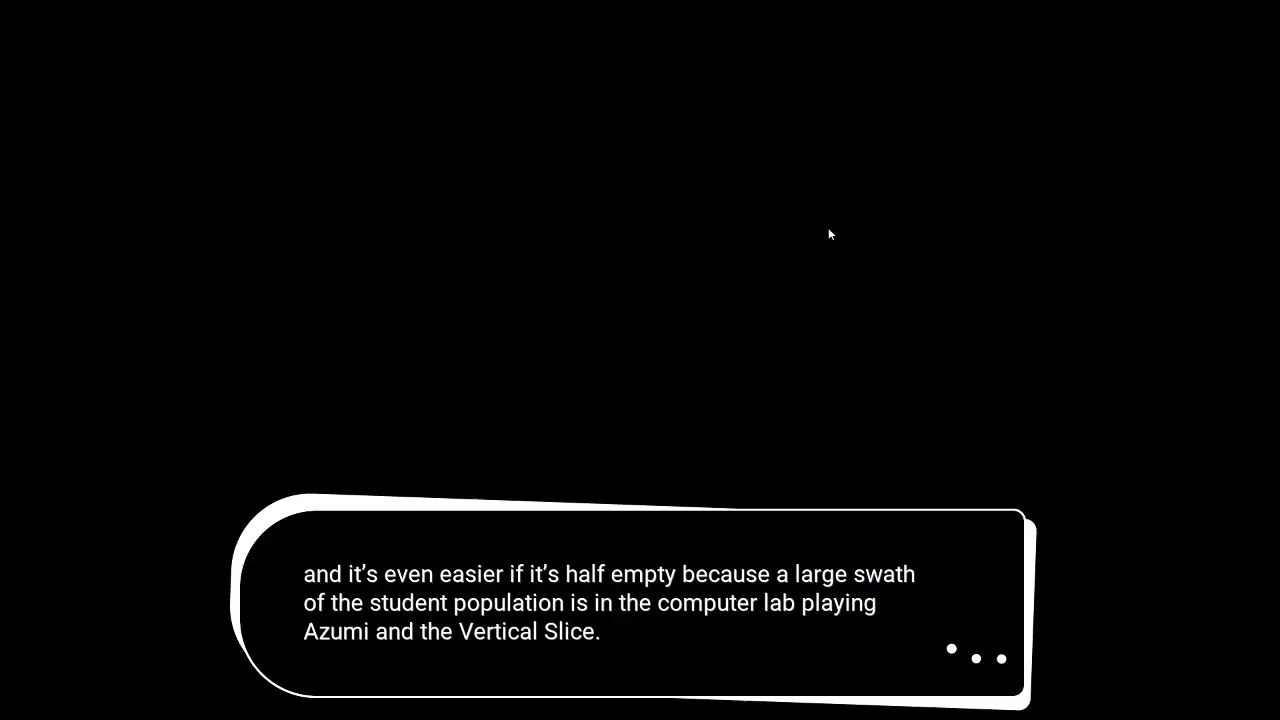 and it’s even easier if it’s half empty because a large swath
of the student population is in the computer lab playing
Azumi and the Vertical Slice.